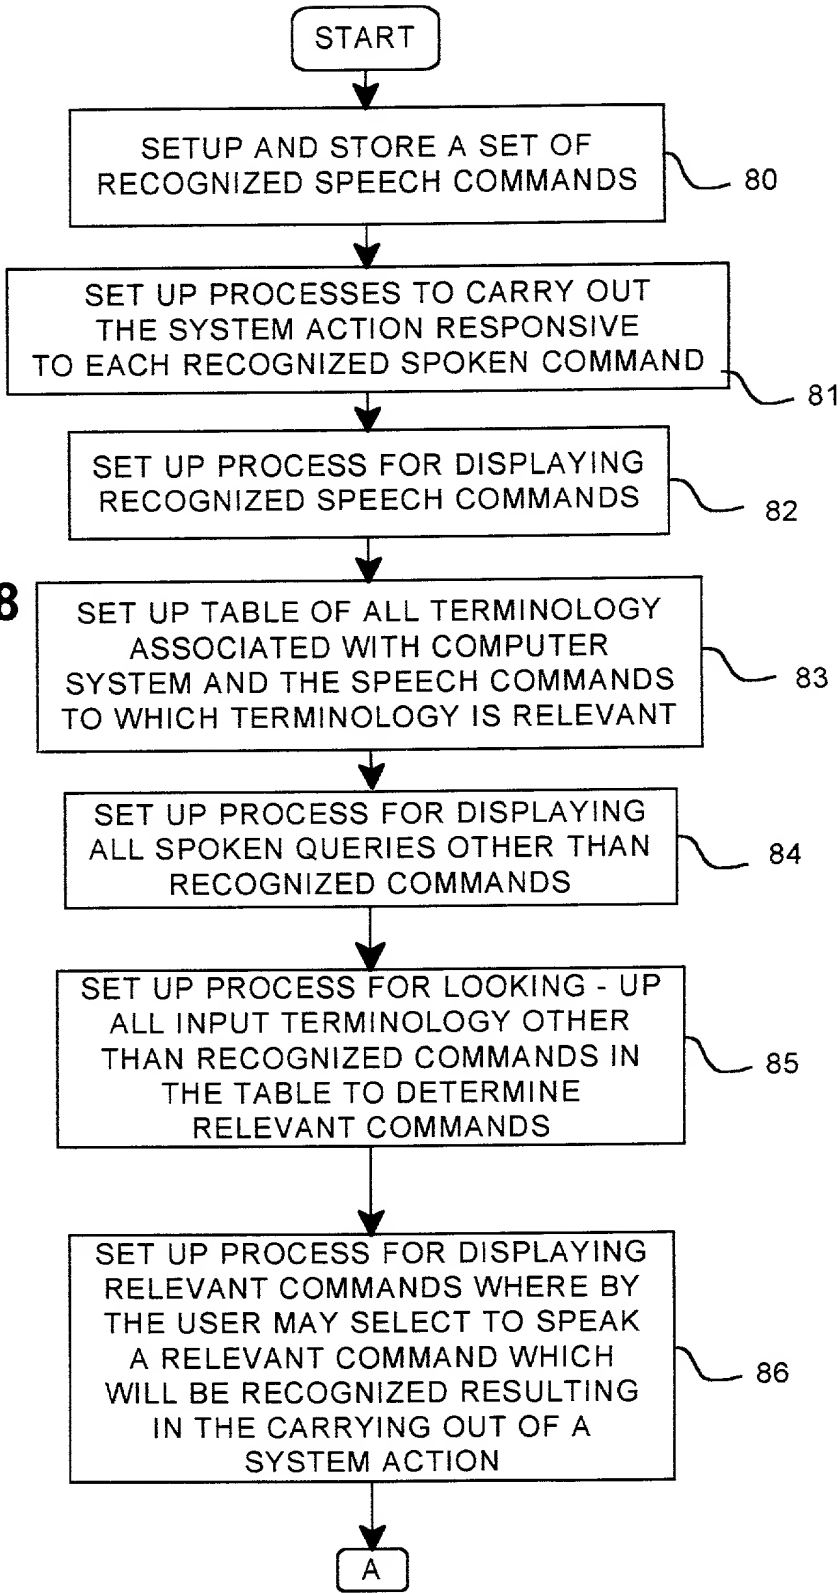 START
SETUP AND STORE A SET OF
RECOGNIZED SPEECH COMMANDS
80
SET UP PROCESSES TO CARRY OUT
THE SYSTEM ACTION RESPONSIVE
TO EACH RECOGNIZED SPOKEN COMMAND
81
SET UP PROCESS FOR DISPLAYING
RECOGNIZED SPEECH COMMANDS
82
8
SET UP TABLE OF ALL TERMINOLOGY
ASSOCIATED WITH COMPUTER
SYSTEM AND THE SPEECH COMMANDS
TO WHICH TERMINOLOGY IS RELEVANT
83
SET UP PROCESS FOR DISPLAYING
ALL SPOKEN QUERIES OTHER THAN
RECOGNIZED COMMANDS
84
SET UP PROCESS FOR LOOKING - UP
ALL INPUT TERMINOLOGY OTHER
THAN RECOGNIZED COMMANDS IN
THE TABLE TO DETERMINE
RELEVANT COMMANDS
85
SET UP PROCESS FOR DISPLAYING
RELEVANT COMMANDS WHERE BY
THE USER MAY SELECT TO SPEAK
A RELEVANT COMMAND WHICH
WILL BE RECOGNIZED RESULTING
IN THE CARRYING OUT OF A
SYSTEM ACTION
86
A